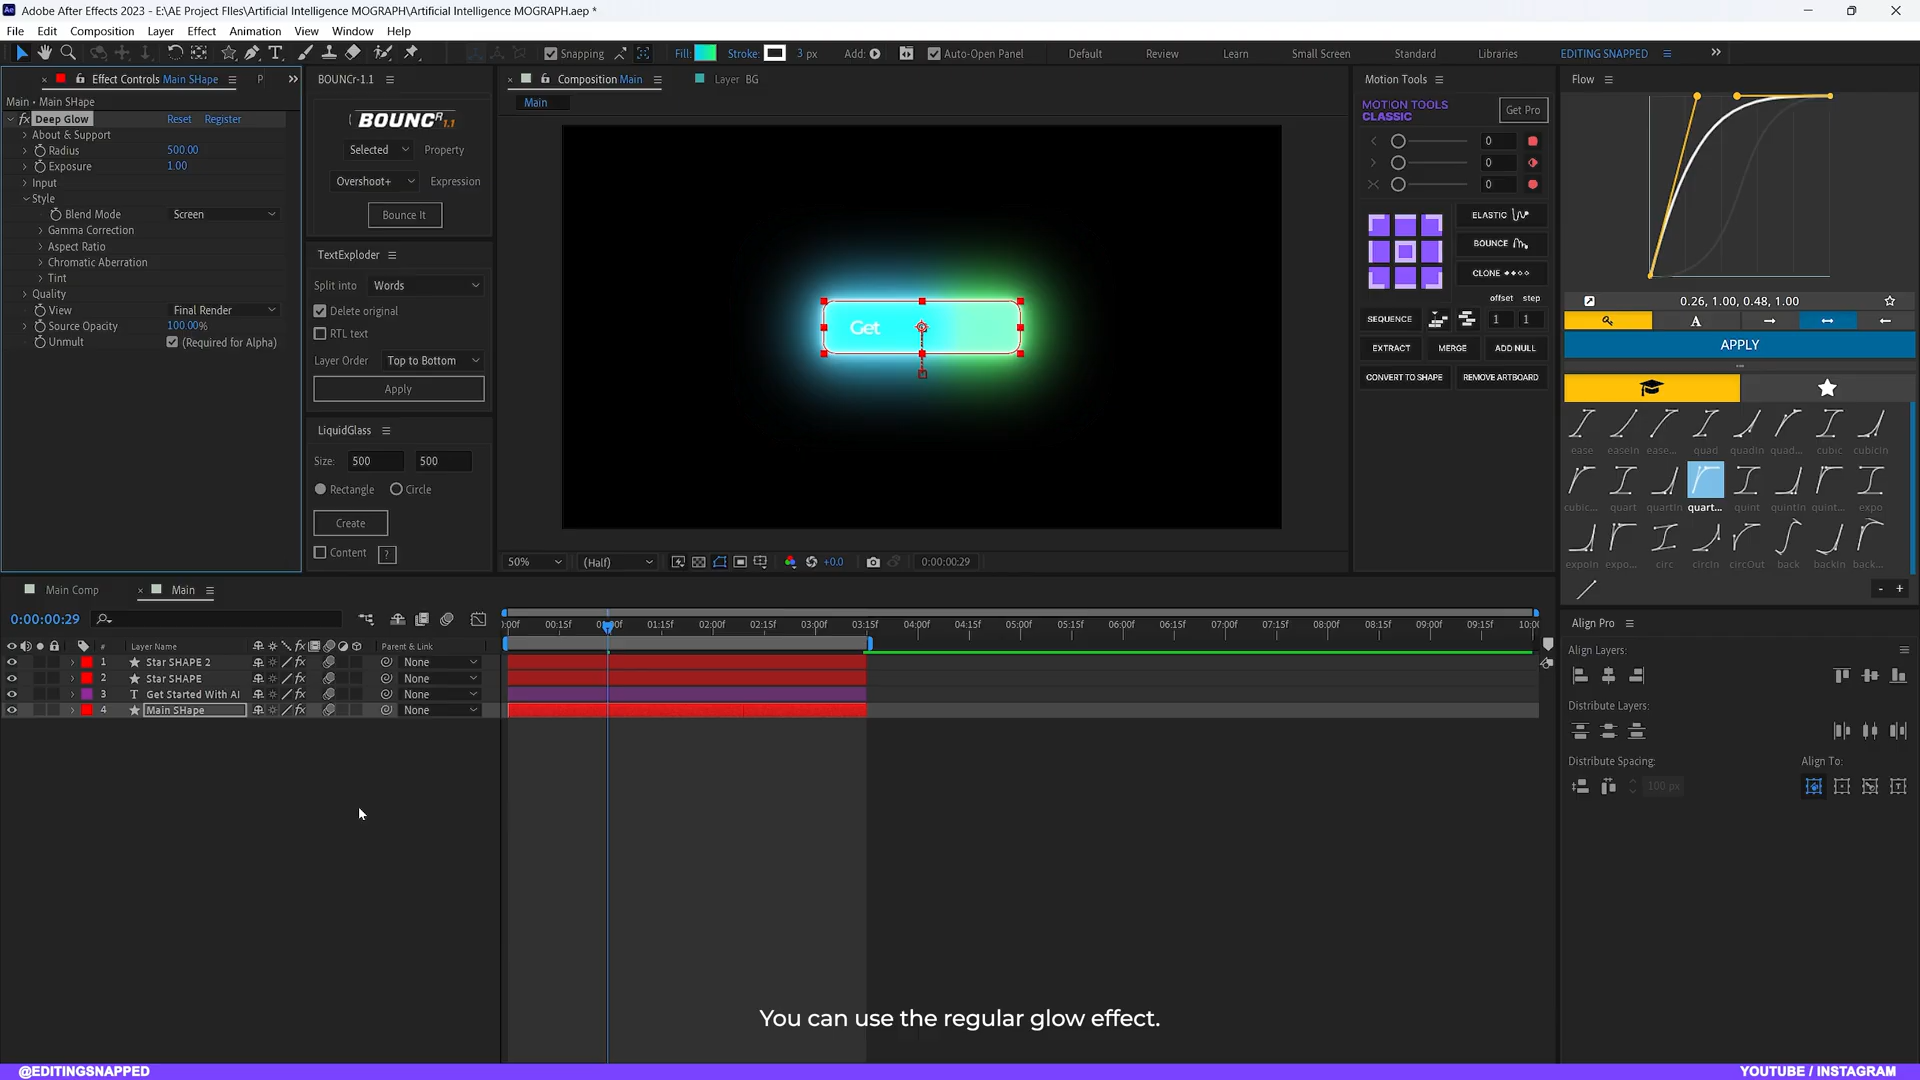 Adobe After Effects 2023 - E:\AE Project FIles\Artificial Intelligence MOGRAPH\Artificial Intelligence MOGRAPH.aep *
File Edit Composition Layer Effect Animation View Window Help
Snapping Fill: Stroke: 3 px Add: Auto-Open Panel Default Review Learn Small Screen Standard Libraries EDITING SNAPPED
Effect Controls Main SHape P
Main • Main SHape
fx Deep Glow Reset Register
About & Support
Radius 500.00
Exposure 1.00
Input
Style
Blend Mode Screen
Gamma Correction
Aspect Ratio
Chromatic Aberration
Tint
Quality
View Final Render
Source Opacity 100.00%
Unmult (Required for Alpha)
BOUNCr-1.1
BOUNCR 1.1
Selected Property
Overshoot+ Expression
Bounce It
TextExploder
Split into Words
Delete original
RTL text
Layer Order Top to Bottom
Apply
LiquidGlass
Size: 500 500
Rectangle Circle
Create
Content ?
Composition Main Layer BG
Main
Get
50% (Half) +0.0 0:00:00:29
Motion Tools
MOTION TOOLS
CLASSIC
Get Pro
0
0
0
ELASTIC
BOUNCE
CLONE
offset step
SEQUENCE 1 1
EXTRACT MERGE ADD NULL
CONVERT TO SHAPE REMOVE ARTBOARD
Flow
0.26, 1.00, 0.48, 1.00
A
APPLY
ease easeIn ease... quad quadIn quad... cubic cubicIn
cubic... quart quartIn quart... quint quintIn quint... expo
expoIn expo... circ circIn circOut back backIn back...
- +
Main Comp Main
0:00:00:29
# Layer Name fx Parent & Link
1 Star SHAPE 2 fx None
2 Star SHAPE fx None
3 T Get Started With AI fx None
4 Main SHape fx None
:00f 00:15f 01:00f 01:15f 02:00f 02:15f 03:00f 03:15f 04:00f 04:15f 05:00f 05:15f 06:00f 06:15f 07:00f 07:15f 08:00f 08:15f 09:00f 09:15f 10:00
Align Pro
Align Layers:
Distribute Layers:
Distribute Spacing: Align To:
100 px
You can use the regular glow effect.
@EDITINGSNAPPED
YOUTUBE / INSTAGRAM